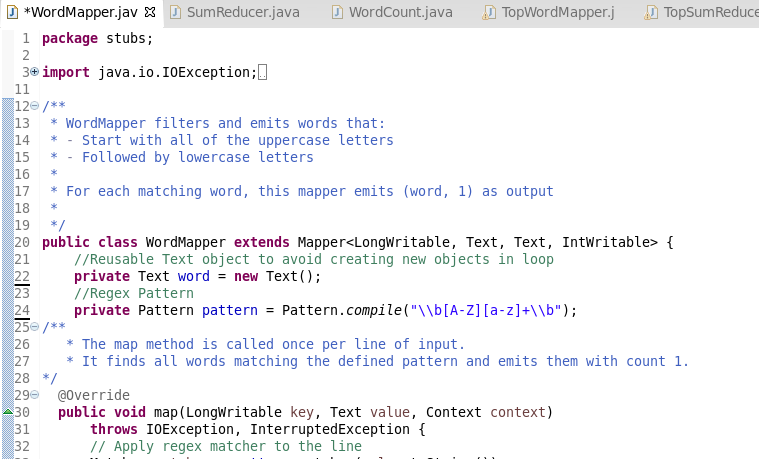 *WordMapper.jav SumReducer.java WordCount.java TopWordMapper.j TopSumReduce
1 package stubs;
2
3 import java.io.IOException;
11
12 /**
13 * WordMapper filters and emits words that:
14 * - Start with all of the uppercase letters
15 * - Followed by lowercase letters
16 *
17 * For each matching word, this mapper emits (word, 1) as output
18 *
19 */
20 public class WordMapper extends Mapper<LongWritable, Text, Text, IntWritable> {
21 //Reusable Text object to avoid creating new objects in loop
22 private Text word = new Text();
23 //Regex Pattern
24 private Pattern pattern = Pattern.compile("\\b[A-Z][a-z]+\\b");
25 /**
26 * The map method is called once per line of input.
27 * It finds all words matching the defined pattern and emits them with count 1.
28 */
29 @Override
30 public void map(LongWritable key, Text value, Context context)
31 throws IOException, InterruptedException {
32 // Apply regex matcher to the line